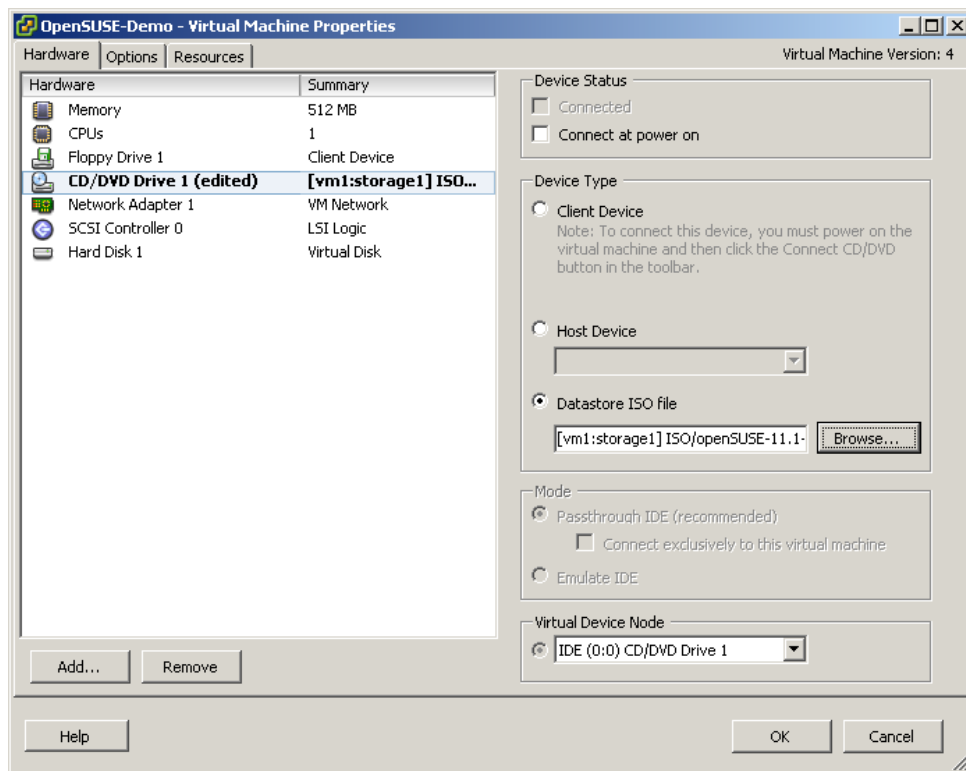 OpenSUSE-Demo - Virtual Machine Properties
Hardware Options Resources Virtual Machine Version: 4
Hardware Summary
Memory 512 MB
CPUs 1
Floppy Drive 1 Client Device
CD/DVD Drive 1 (edited) [vm1:storage1] ISO...
Network Adapter 1 VM Network
SCSI Controller 0 LSI Logic
Hard Disk 1 Virtual Disk
Add... Remove
Device Status
Connected
Connect at power on
Device Type
Client Device
Note: To connect this device, you must power on the
virtual machine and then click the Connect CD/DVD
button in the toolbar.
Host Device
Datastore ISO file
[vm1:storage1] ISO/openSUSE-11.1- Browse...
Mode
Passthrough IDE (recommended)
Connect exclusively to this virtual machine
Emulate IDE
Virtual Device Node
IDE (0:0) CD/DVD Drive 1
Help OK Cancel